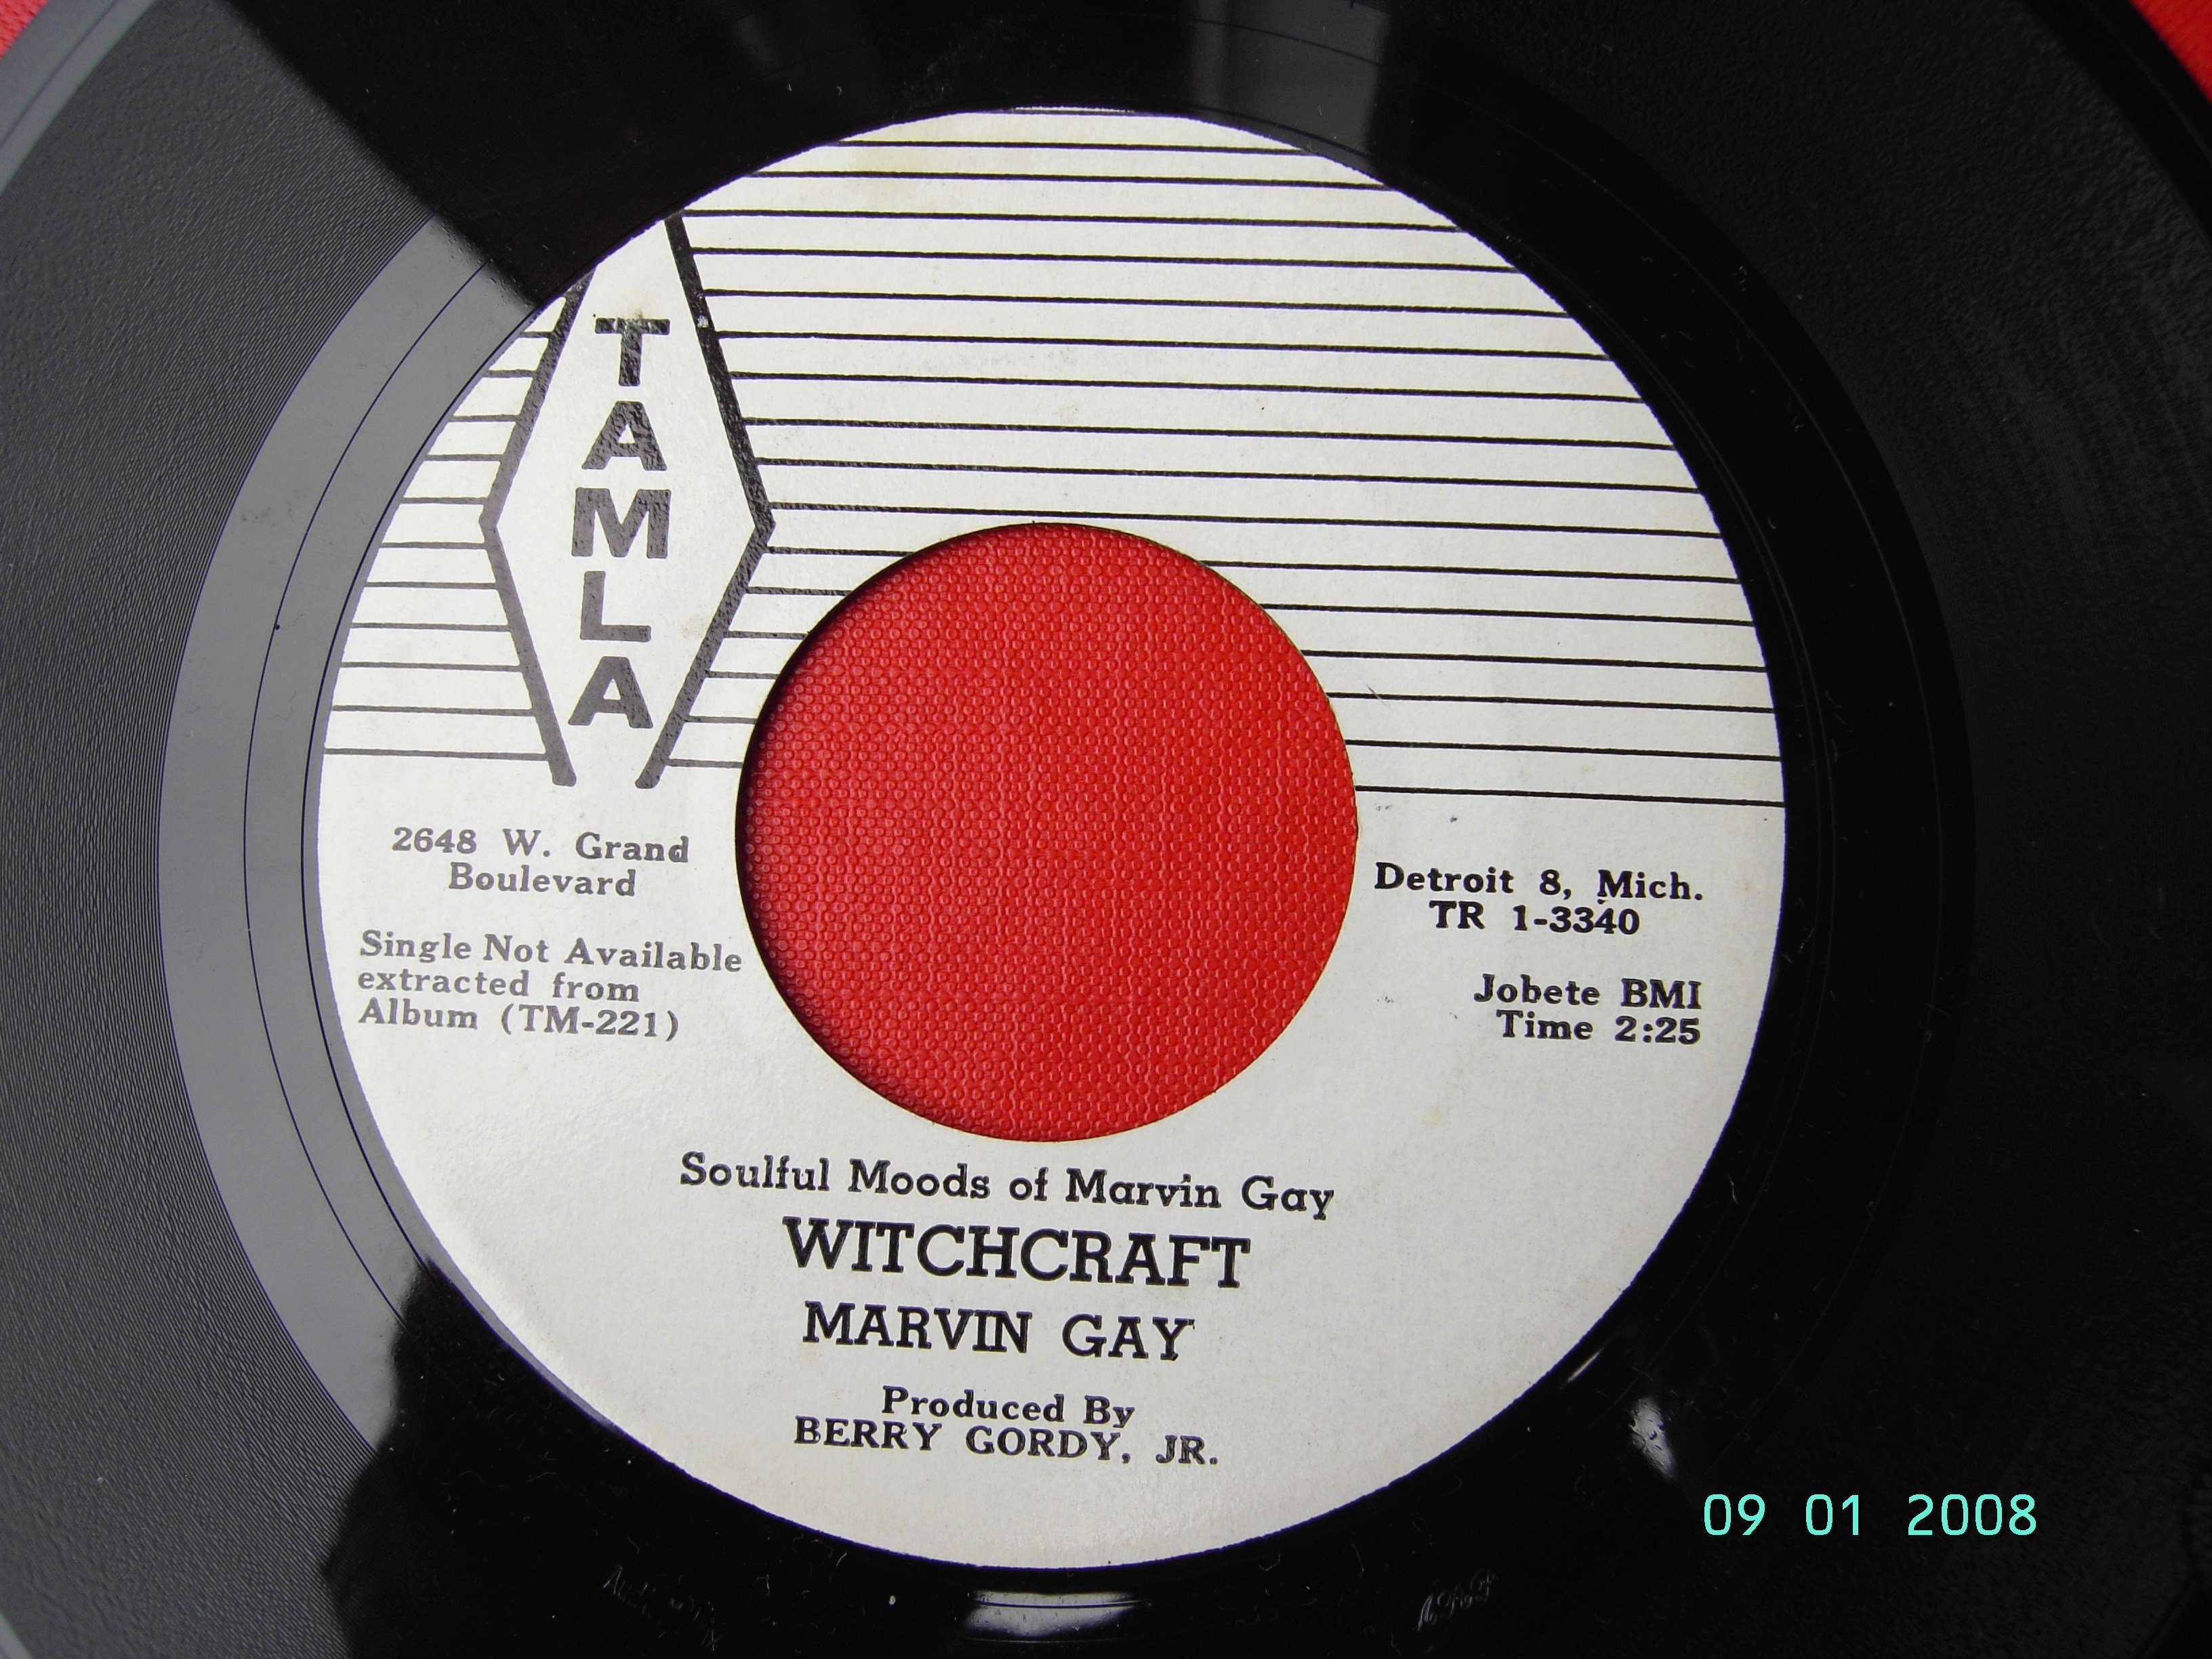 TAMLA
2648 W. Grand
Boulevard
Single Not Available
extracted from
Album (TM-221)
Detroit 8, Mich.
TR 1-3340
Jobete BMI
Time 2:25
Soulful Moods of Marvin Gay
WITCHCRAFT
MARVIN GAY
Produced By
BERRY GORDY, JR.
09 01 2008